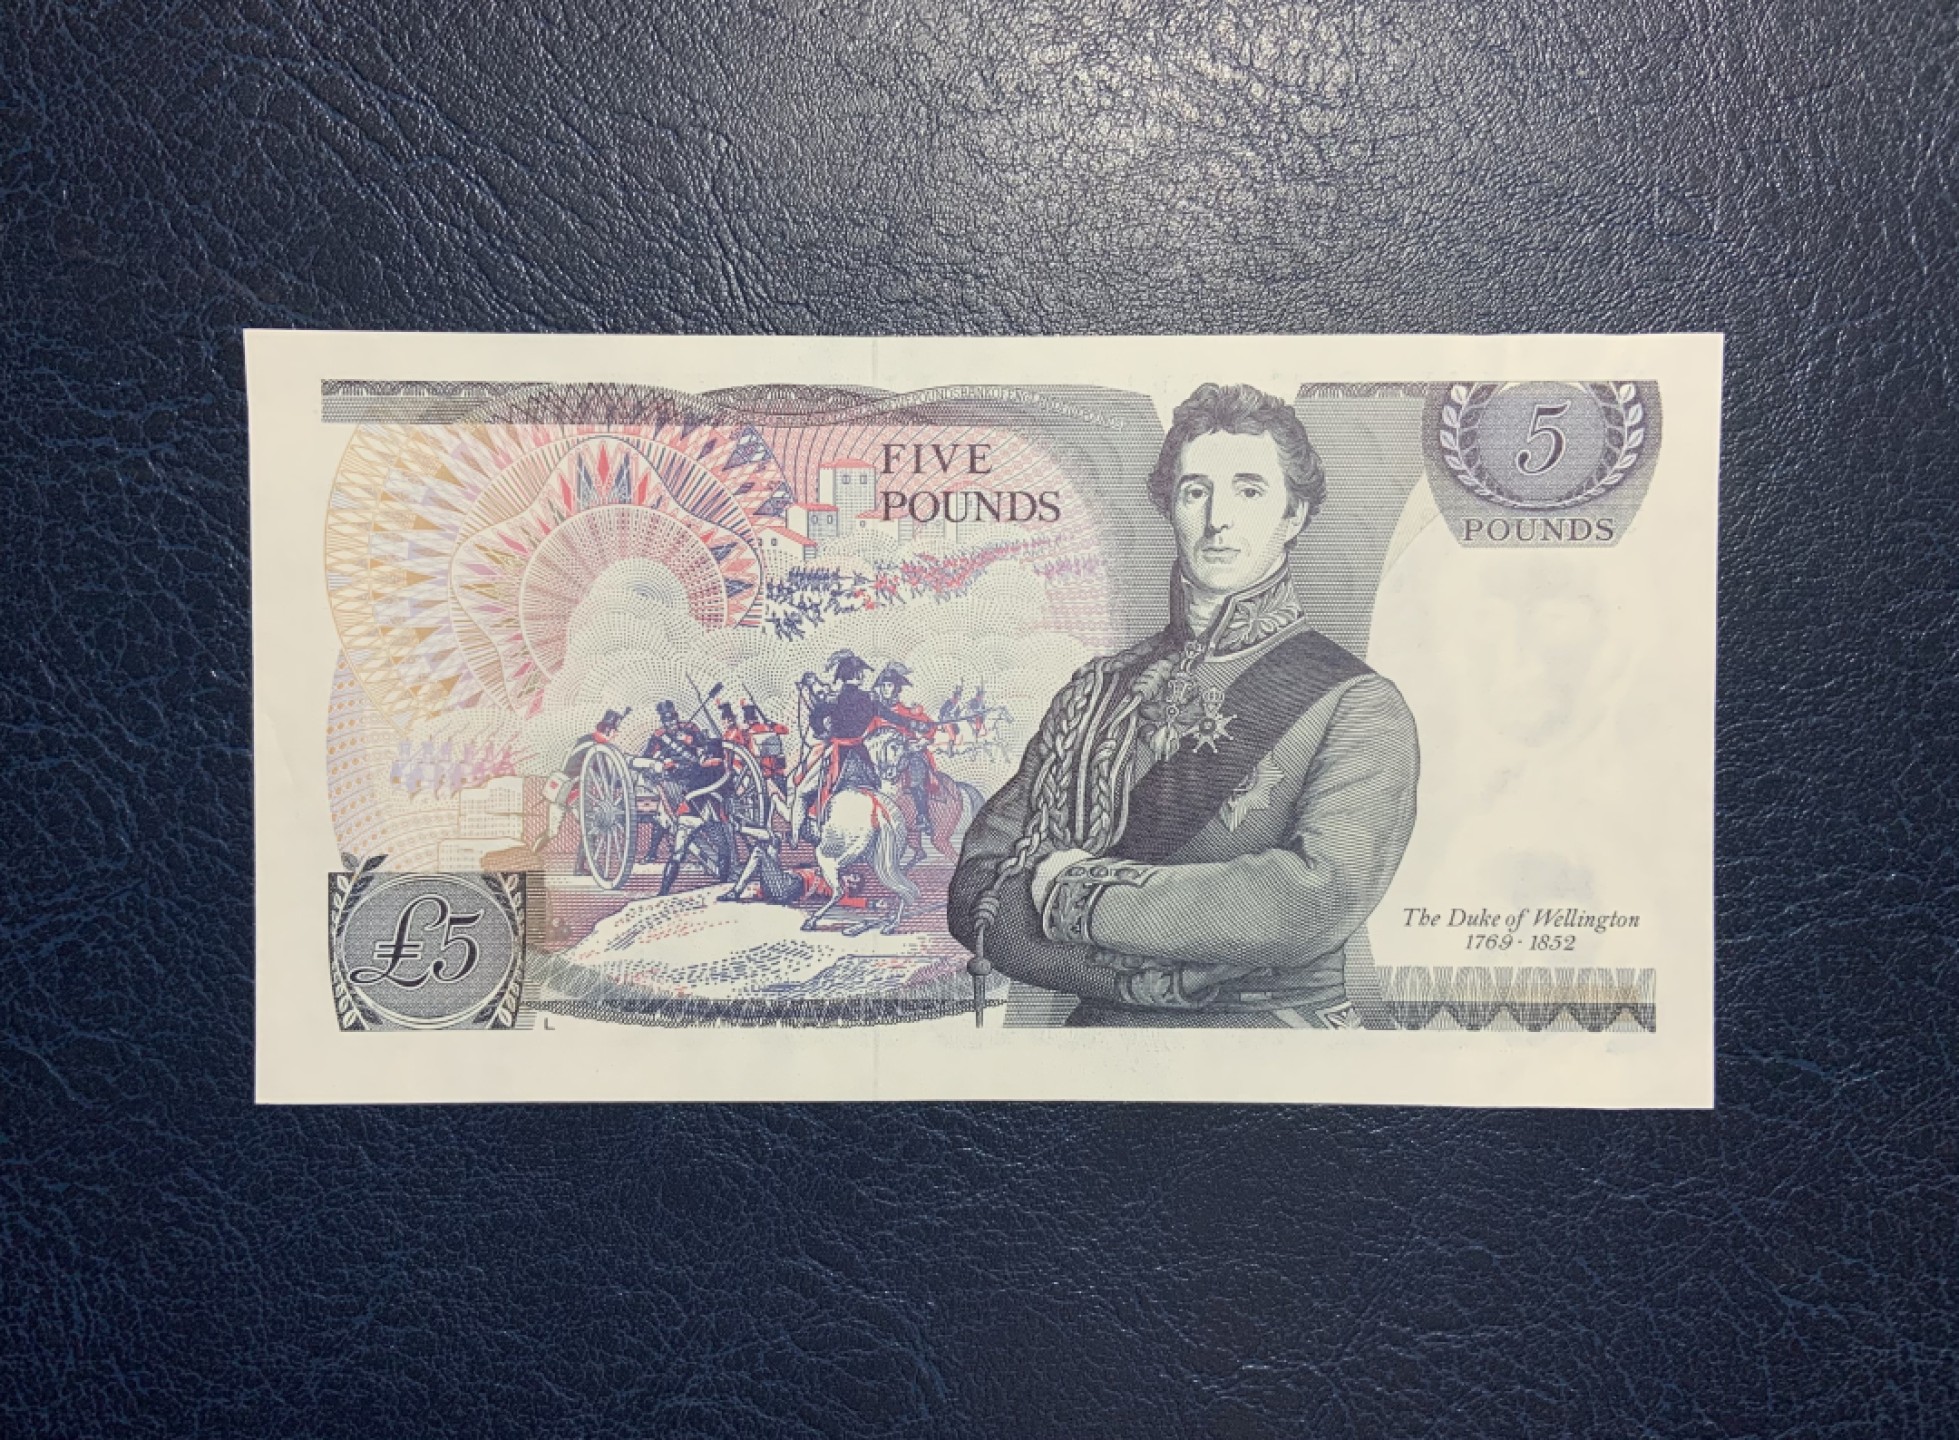 FIVE
POUNDS
5
POUNDS
The Duke of Wellington
1769 · 1852
£5
L